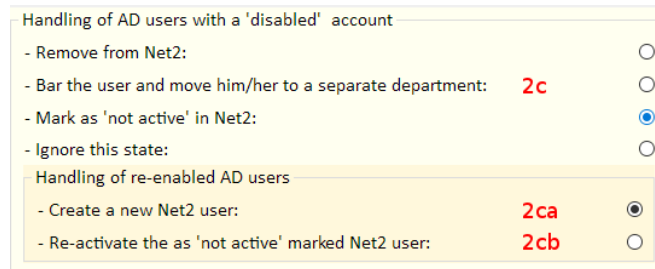 Handling of AD users with a 'disabled' account
- Remove from Net2:
- Bar the user and move him/her to a separate department: 2c
- Mark as 'not active' in Net2:
- Ignore this state:
Handling of re-enabled AD users
- Create a new Net2 user: 2ca
- Re-activate the as 'not active' marked Net2 user: 2cb